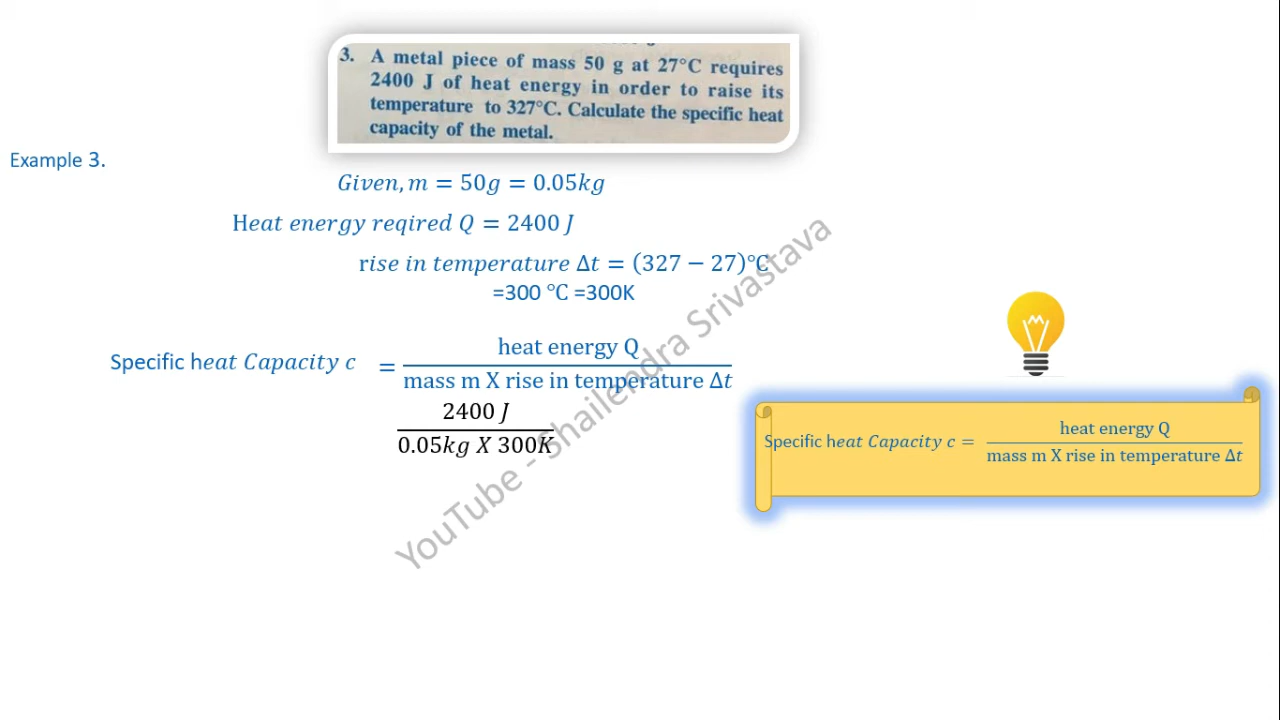 3. A metal piece of mass 50 g at 27°C requires
2400 J of heat energy in order to raise its
temperature to 327°C. Calculate the specific heat
capacity of the metal.
Example 3.
Given, m = 50g = 0.05kg
Heat energy reqired Q = 2400 J
rise in temperature Δt = (327 − 27)°C
=300 °C =300K
Specific heat Capacity c = heat energy Q
mass m X rise in temperature Δt
2400 J
0.05kg X 300K
Specific heat Capacity c = heat energy Q
mass m X rise in temperature Δt
YouTube - Shailendra Srivastava